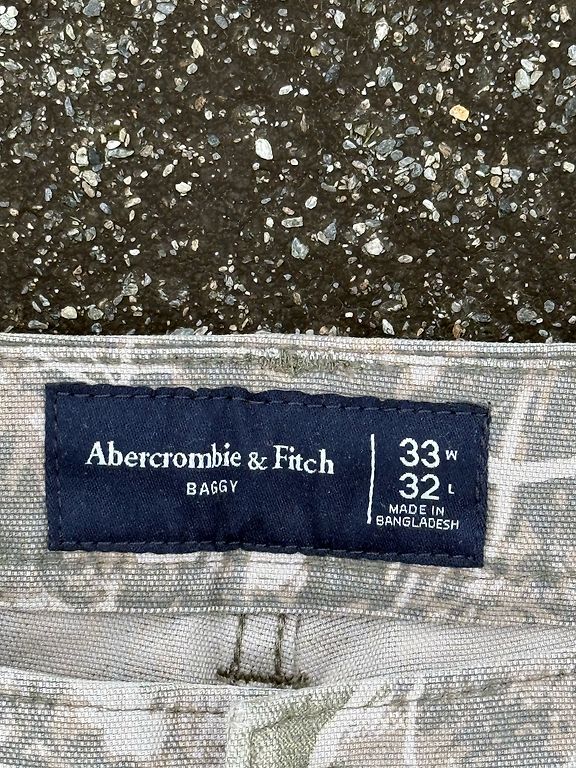 Abercrombie & Fitch
BAGGY
33 W
32 L
MADE IN
BANGLADESH